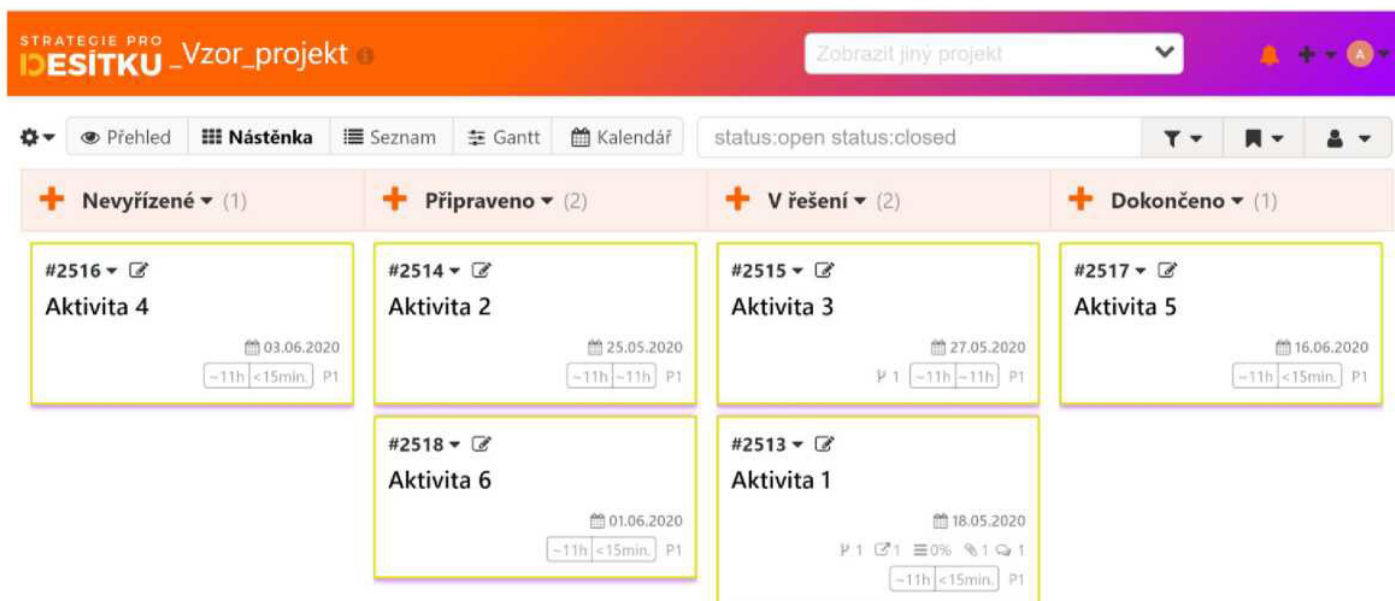 STRATEGIE PRO
DESÍTKU
_Vzor_projekt
Zobrazit jiný projekt
A
Přehled
Nástěnka
Seznam
Gantt
Kalendář
status:open status:closed
Nevyřízené (1)
Připraveno (2)
V řešení (2)
Dokončeno (1)
#2516
Aktivita 4
03.06.2020
~11h <15min. P1
#2514
Aktivita 2
25.05.2020
~11h ~11h P1
#2518
Aktivita 6
01.06.2020
~11h <15min. P1
#2515
Aktivita 3
27.05.2020
1 ~11h ~11h P1
#2513
Aktivita 1
18.05.2020
1 1 0% 1 1
~11h <15min. P1
#2517
Aktivita 5
16.06.2020
~11h <15min. P1